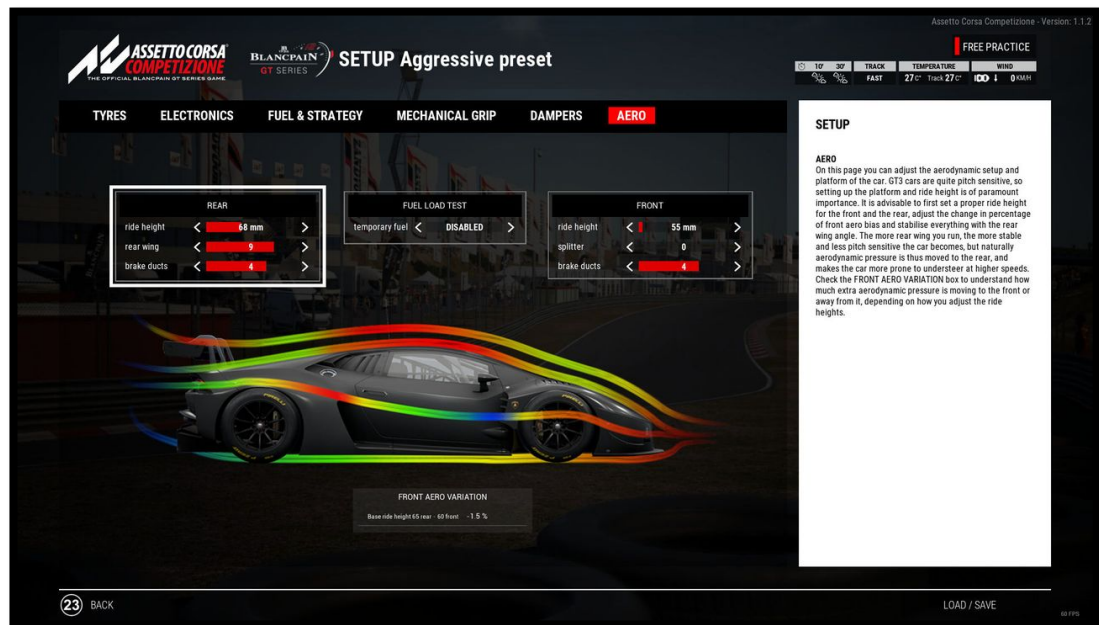 Assetto Corsa Competizione - Version: 1.1.2
ASSETTO CORSA
COMPETIZIONE
THE OFFICIAL BLANCPAIN GT SERIES GAME
BLANCPAIN
GT SERIES
SETUP Aggressive preset
FREE PRACTICE
10' 30' TRACK TEMPERATURE WIND
FAST 27 C° Track 27 C° 0 KM/H
TYRES ELECTRONICS FUEL & STRATEGY MECHANICAL GRIP DAMPERS AERO
REAR
ride height 68 mm
rear wing 9
brake ducts 4
FUEL LOAD TEST
temporary fuel DISABLED
FRONT
ride height 55 mm
splitter 0
brake ducts 4
SETUP
AERO
On this page you can adjust the aerodynamic setup and
platform of the car. GT3 cars are quite pitch sensitive, so
setting up the platform and ride height is of paramount
importance. It is advisable to first set a proper ride height
for the front and the rear, adjust the change in percentage
of front aero bias and stabilise everything with the rear
wing angle. The more rear wing you run, the more stable
and less pitch sensitive the car becomes, but naturally
aerodynamic pressure is thus moved to the rear, and
makes the car more prone to understeer at higher speeds.
Check the FRONT AERO VARIATION box to understand how
much extra aerodynamic pressure is moving to the front or
away from it, depending on how you adjust the ride
heights.
PIRELLI
PIRELLI
FRONT AERO VARIATION
Base ride height 65 rear - 60 front -1.5 %
23 BACK
LOAD / SAVE
60 FPS